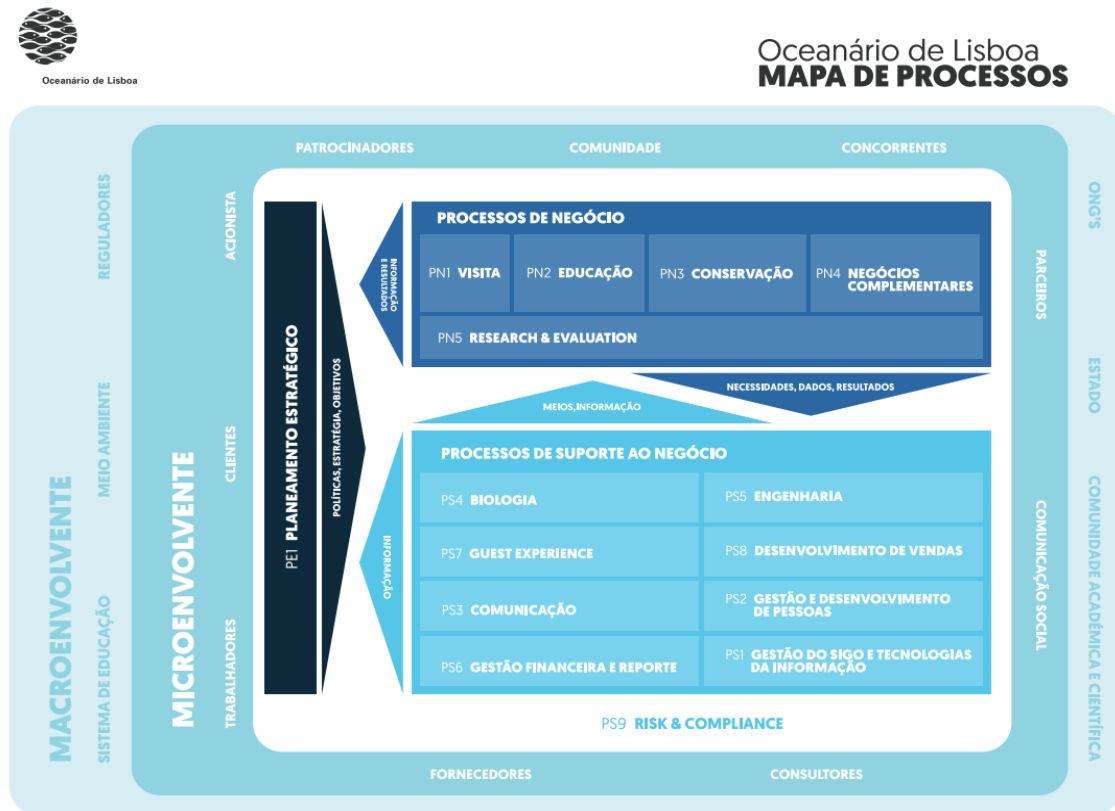 Oceanário de Lisboa
Oceanário de Lisboa
MAPA DE PROCESSOS
MACROENVOLVENTE
REGULADORES
MEIO AMBIENTE
SISTEMA DE EDUCAÇÃO
ONG'S
ESTADO
COMUNIDADE ACADÉMICA E CIENTÍFICA
MICROENVOLVENTE
PATROCINADORES
COMUNIDADE
CONCORRENTES
ACIONISTA
CLIENTES
TRABALHADORES
PARCEIROS
COMUNICAÇÃO SOCIAL
FORNECEDORES
CONSULTORES
PE1 PLANEAMENTO ESTRATÉGICO
POLÍTICAS, ESTRATÉGIA, OBJETIVOS
INFORMAÇÃO
E RESULTADOS
PROCESSOS DE NEGÓCIO
PN1 VISITA
PN2 EDUCAÇÃO
PN3 CONSERVAÇÃO
PN4 NEGÓCIOS
COMPLEMENTARES
PN5 RESEARCH & EVALUATION
NECESSIDADES, DADOS, RESULTADOS
MEIOS,INFORMAÇÃO
INFORMAÇÃO
PROCESSOS DE SUPORTE AO NEGÓCIO
PS4 BIOLOGIA
PS5 ENGENHARIA
PS7 GUEST EXPERIENCE
PS8 DESENVOLVIMENTO DE VENDAS
PS3 COMUNICAÇÃO
PS2 GESTÃO E DESENVOLVIMENTO
DE PESSOAS
PS6 GESTÃO FINANCEIRA E REPORTE
PS1 GESTÃO DO SIGO E TECNOLOGIAS
DA INFORMAÇÃO
PS9 RISK & COMPLIANCE